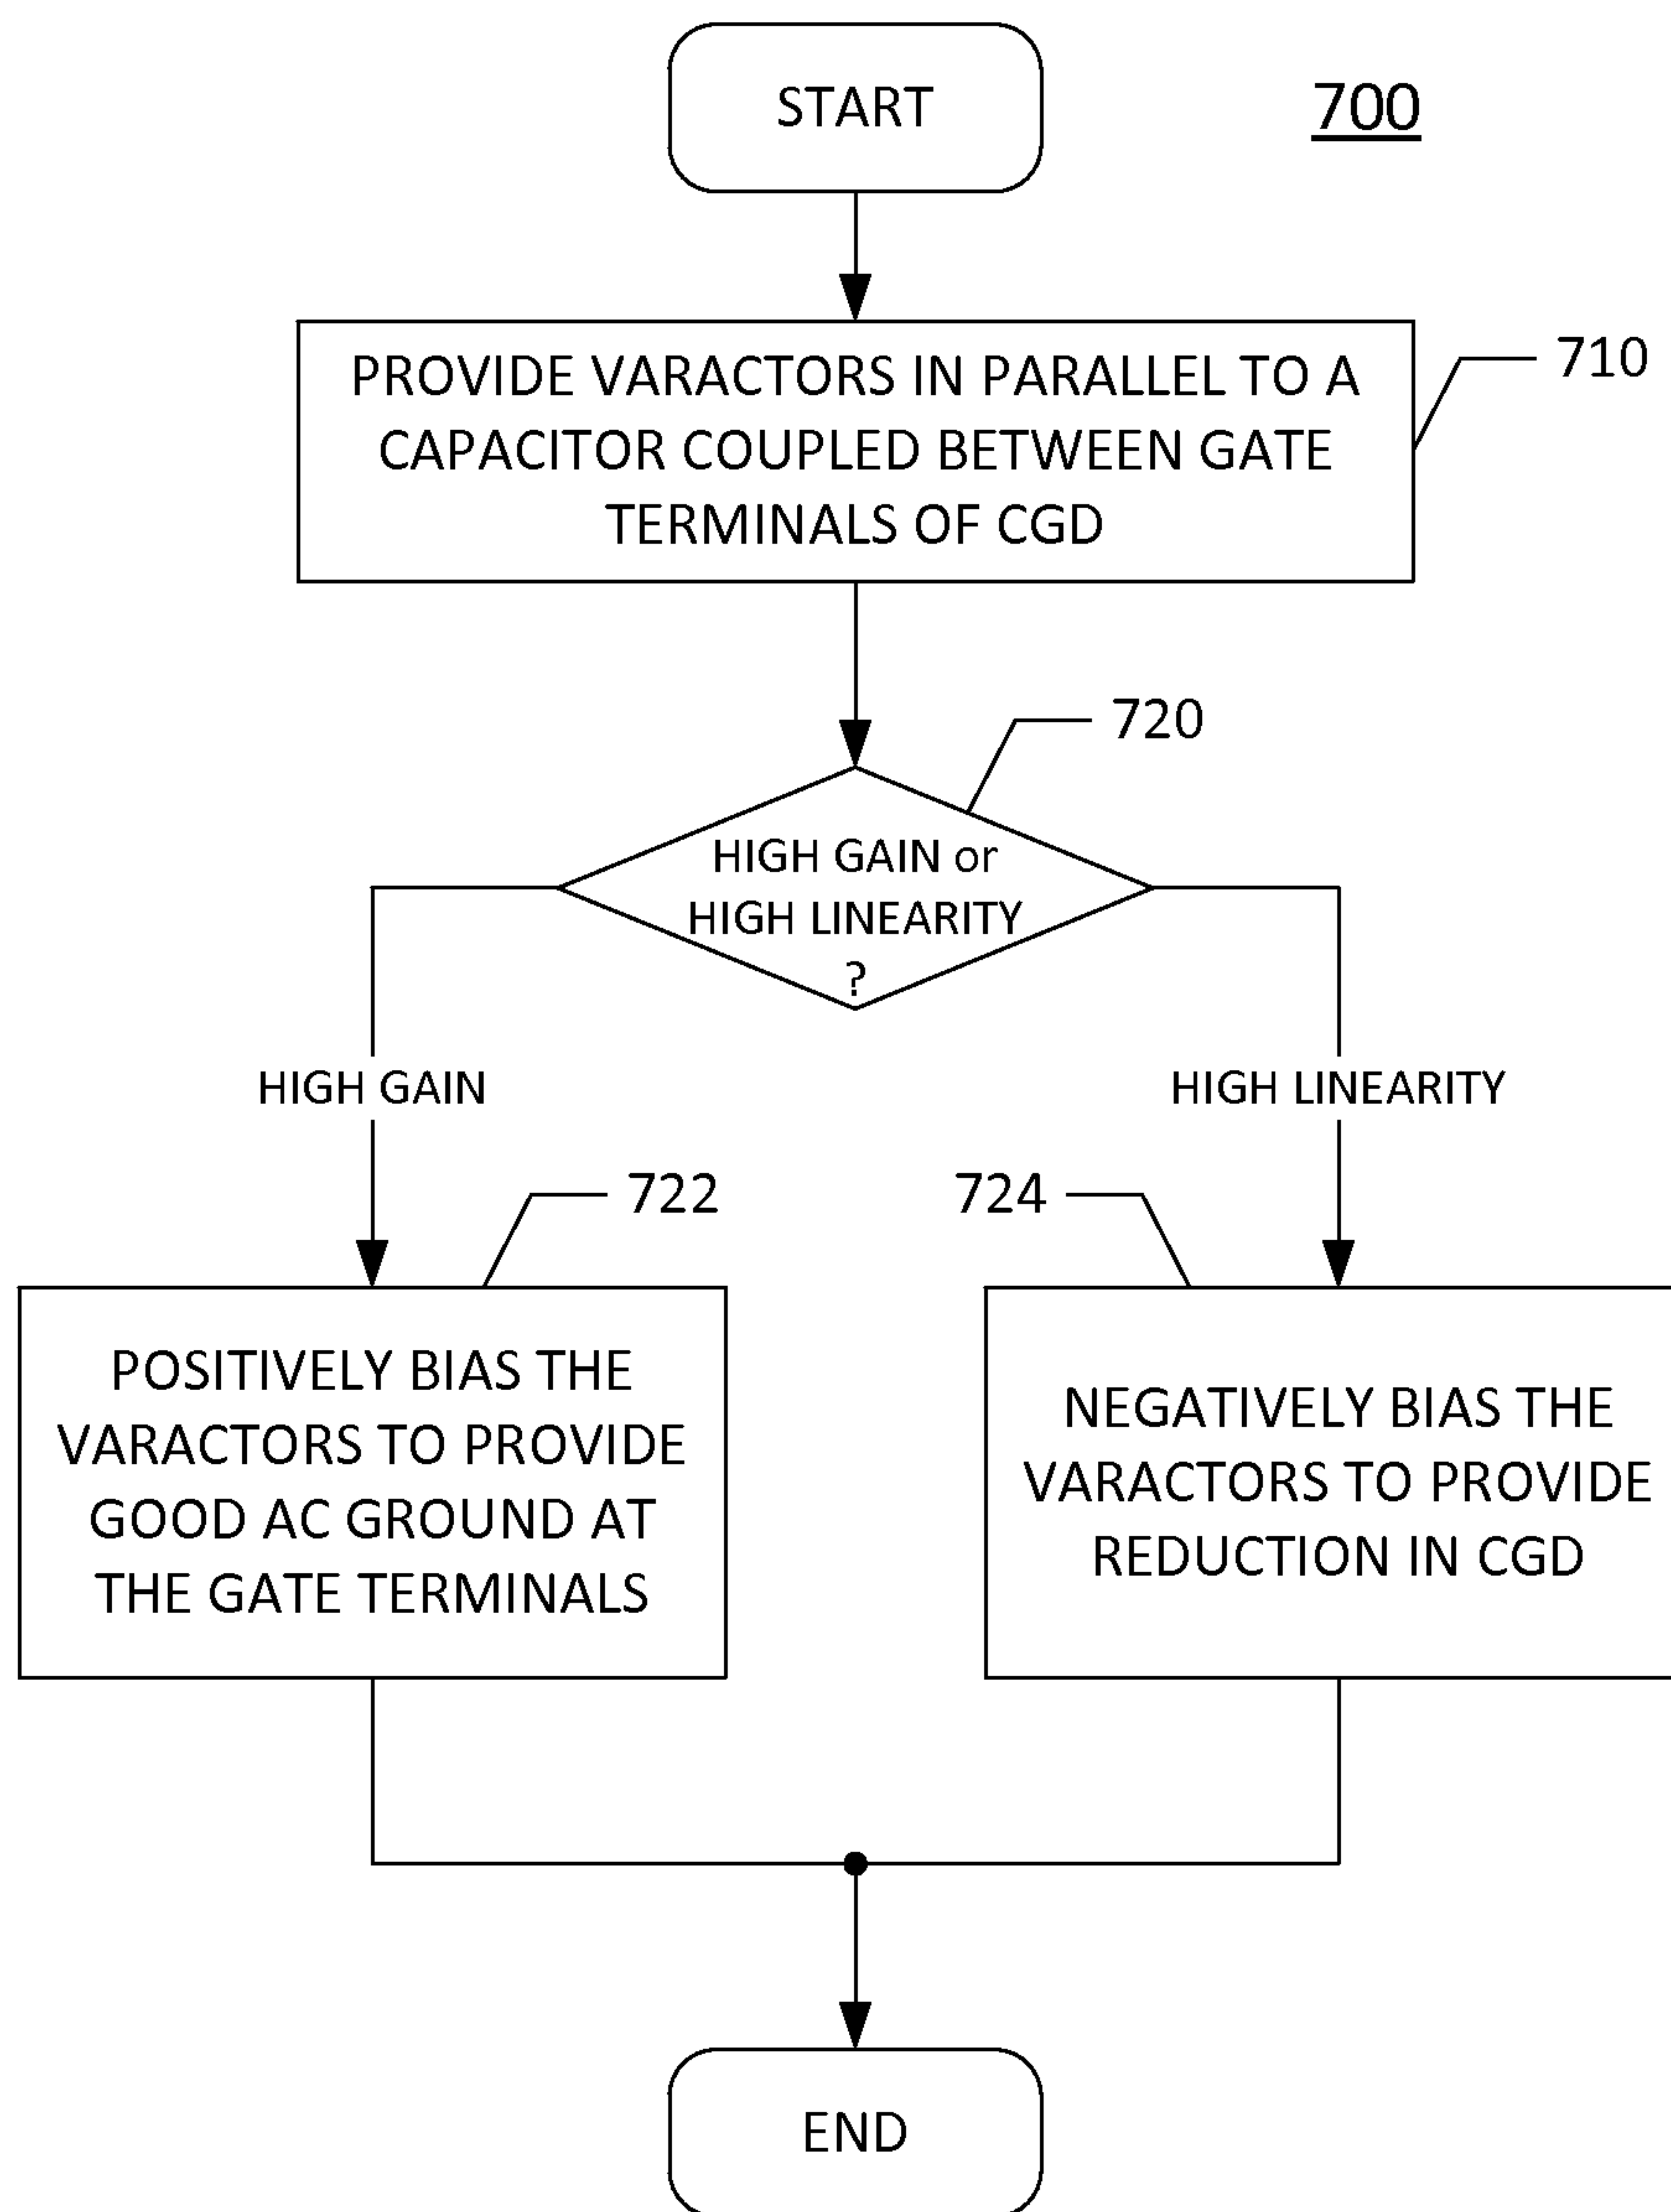 START
700
PROVIDE VARACTORS IN PARALLEL TO A
CAPACITOR COUPLED BETWEEN GATE
TERMINALS OF CGD
710
720
HIGH GAIN or
HIGH LINEARITY
?
HIGH GAIN
HIGH LINEARITY
722
724
POSITIVELY BIAS THE
VARACTORS TO PROVIDE
GOOD AC GROUND AT
THE GATE TERMINALS
NEGATIVELY BIAS THE
VARACTORS TO PROVIDE
REDUCTION IN CGD
END